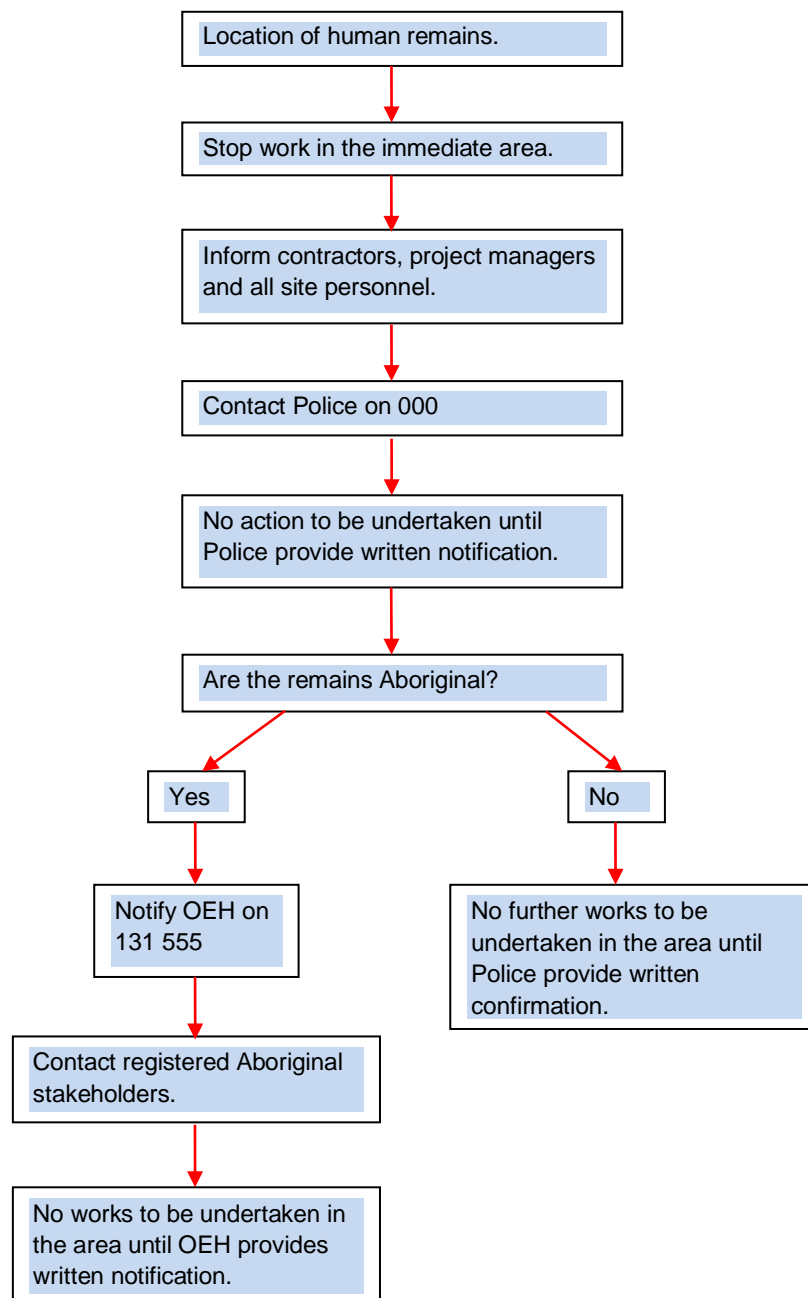 Location of human remains.
Stop work in the immediate area.
Inform contractors, project managers
and all site personnel.
Contact Police on 000
No action to be undertaken until
Police provide written notification.
Are the remains Aboriginal?
Yes
No
Notify OEH on
131 555
No further works to be
undertaken in the area until
Police provide written
confirmation.
Contact registered Aboriginal
stakeholders.
No works to be undertaken in
the area until OEH provides
written notification.